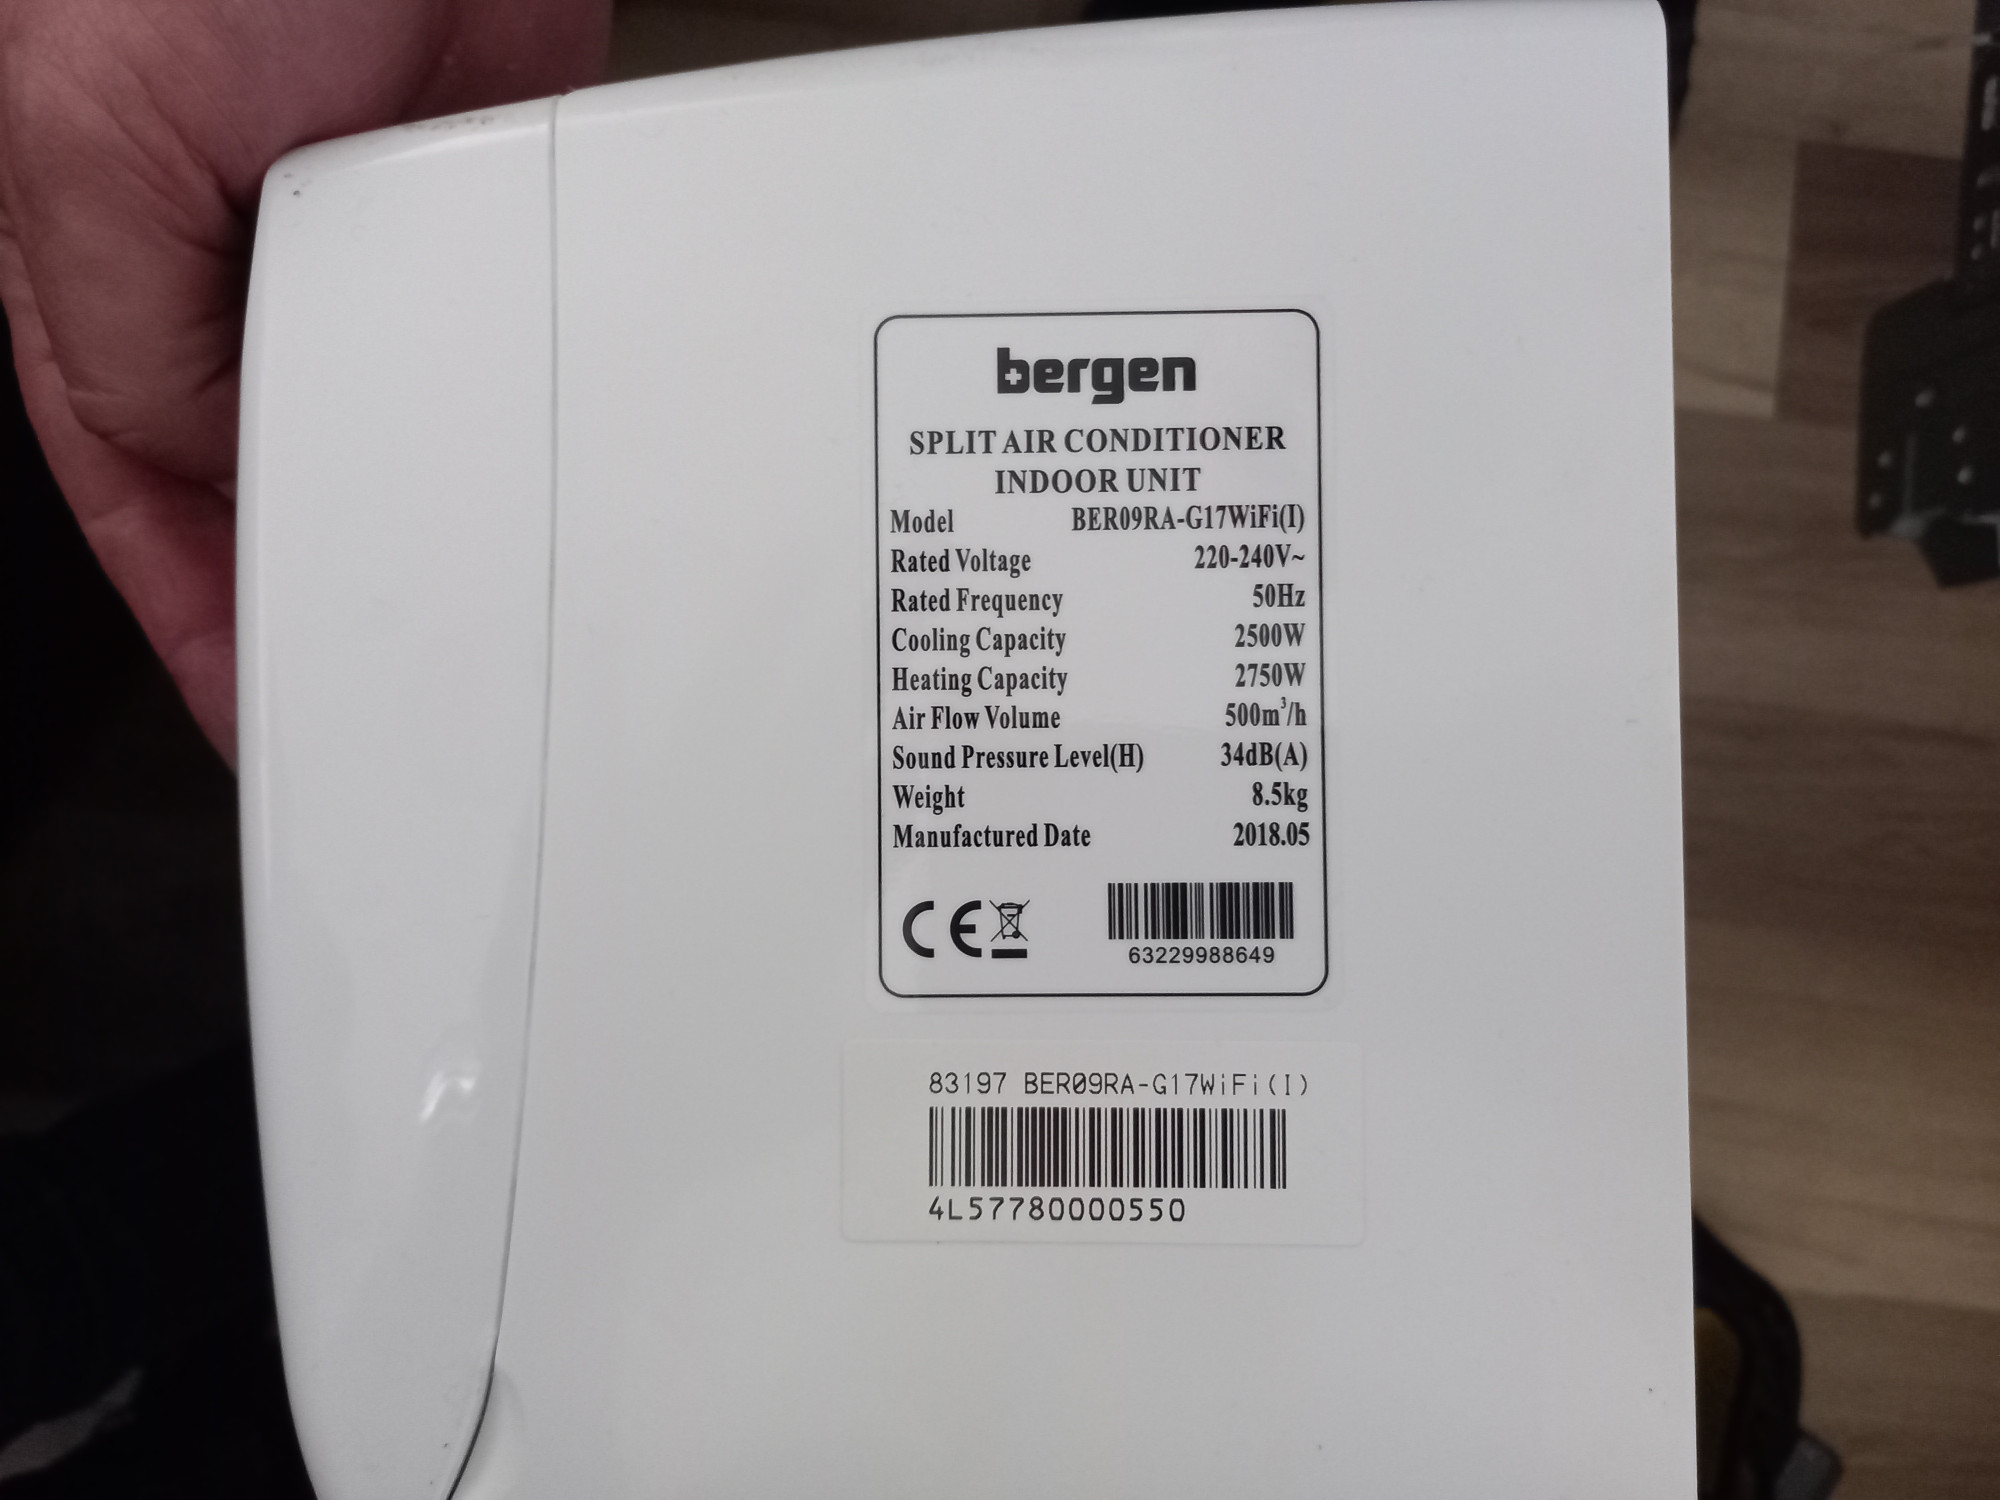 bergen
SPLIT AIR CONDITIONER
INDOOR UNIT
Model BER09RA-G17WiFi(I)
Rated Voltage 220-240V~
Rated Frequency 50Hz
Cooling Capacity 2500W
Heating Capacity 2750W
Air Flow Volume 500m³/h
Sound Pressure Level(H) 34dB(A)
Weight 8.5kg
Manufactured Date 2018.05
CE
63229988649
83197 BER09RA-G17WiFi(I)
4L57780000550